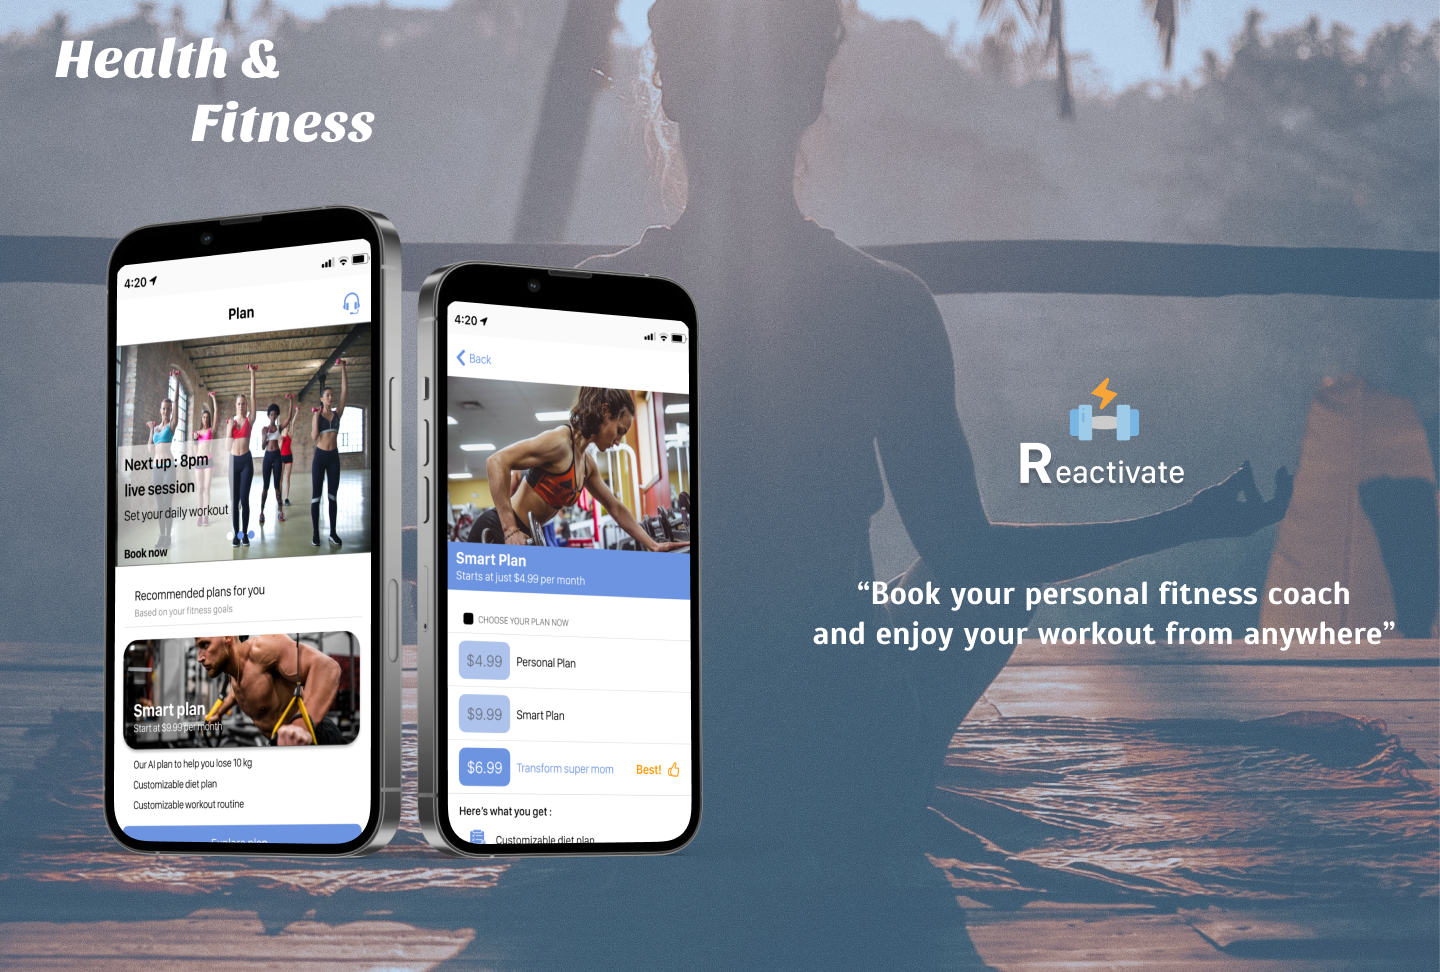 Health &
Fitness
4:20
Plan
Next up : 8pm
live session
Set your daily workout
Book now
Recommended plans for you
Based on your fitness goals
Smart plan
Start at $9.99 per month
Our AI plan to help you lose 10 kg
Customizable diet plan
Customizable workout routine
Explore plan
4:20
Back
Smart Plan
Starts at just $4.99 per month
CHOOSE YOUR PLAN NOW
$4.99 Personal Plan
$9.99 Smart Plan
$6.99 Transform super mom Best!
Here's what you get :
Customizable diet plan
Reactivate
“Book your personal fitness coach
and enjoy your workout from anywhere”